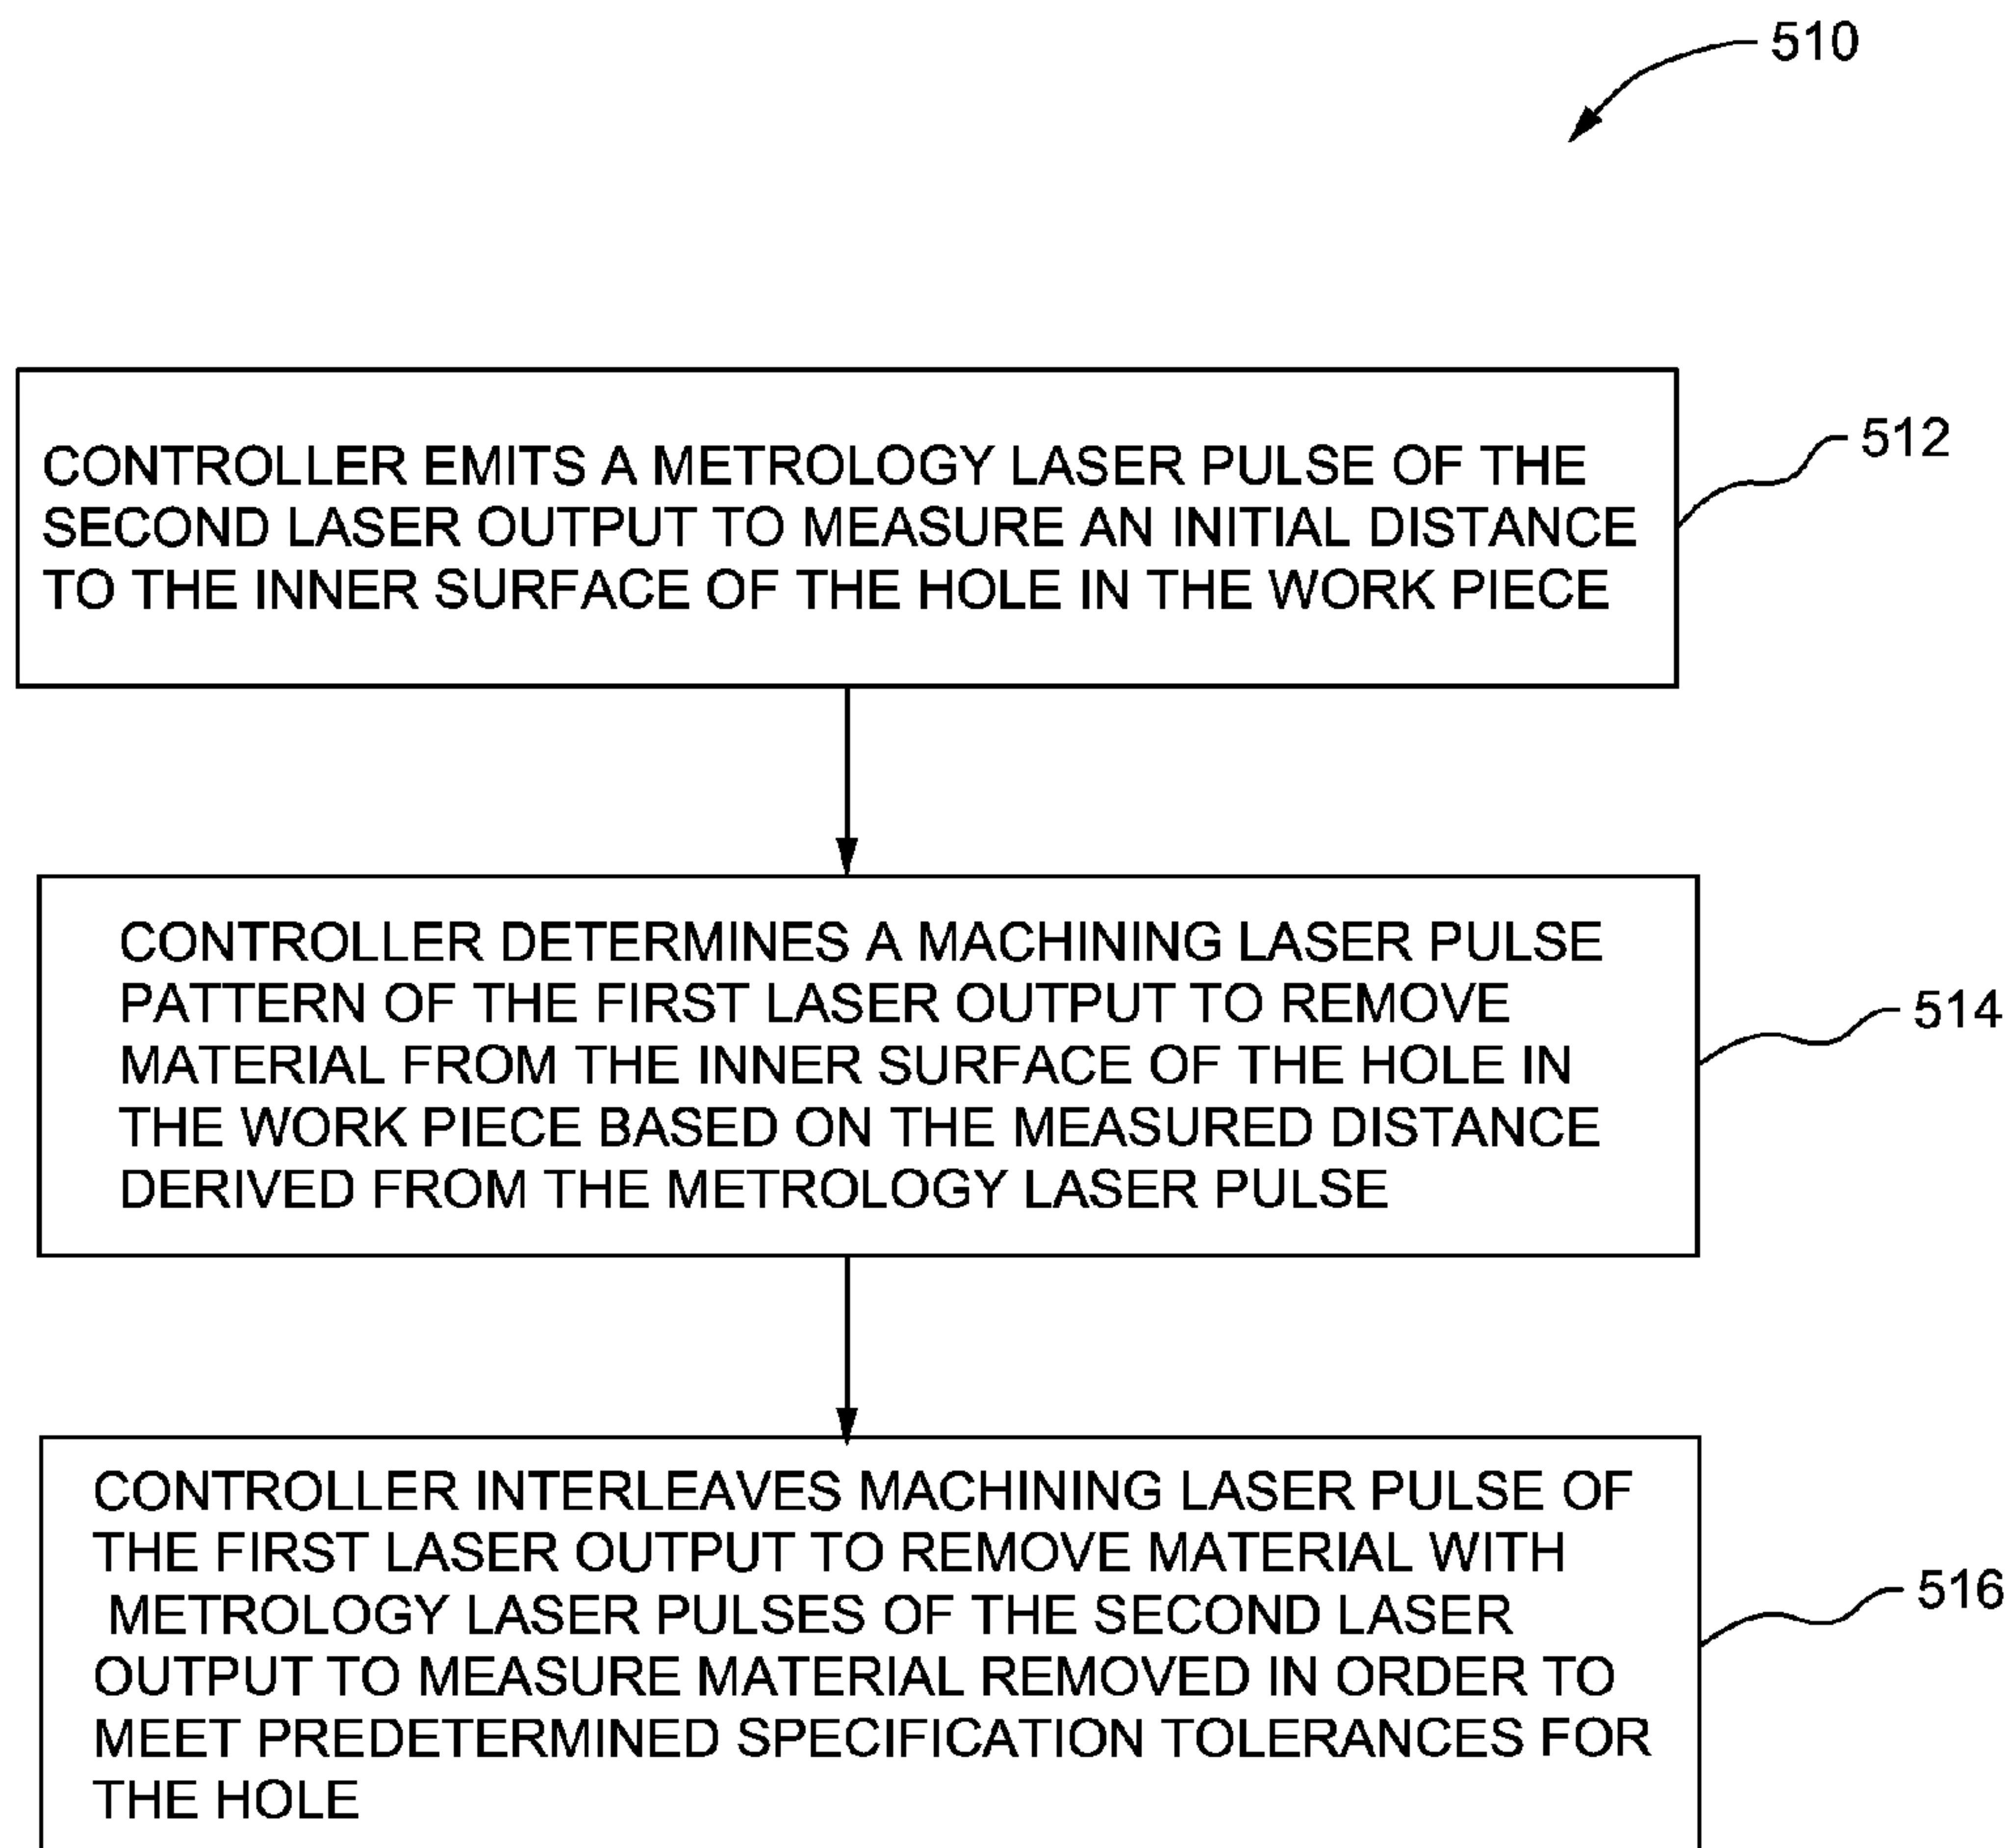 510
CONTROLLER EMITS A METROLOGY LASER PULSE OF THE
SECOND LASER OUTPUT TO MEASURE AN INITIAL DISTANCE
TO THE INNER SURFACE OF THE HOLE IN THE WORK PIECE
512
CONTROLLER DETERMINES A MACHINING LASER PULSE
PATTERN OF THE FIRST LASER OUTPUT TO REMOVE
MATERIAL FROM THE INNER SURFACE OF THE HOLE IN
THE WORK PIECE BASED ON THE MEASURED DISTANCE
DERIVED FROM THE METROLOGY LASER PULSE
514
CONTROLLER INTERLEAVES MACHINING LASER PULSE OF
THE FIRST LASER OUTPUT TO REMOVE MATERIAL WITH
METROLOGY LASER PULSES OF THE SECOND LASER
OUTPUT TO MEASURE MATERIAL REMOVED IN ORDER TO
MEET PREDETERMINED SPECIFICATION TOLERANCES FOR
THE HOLE
516